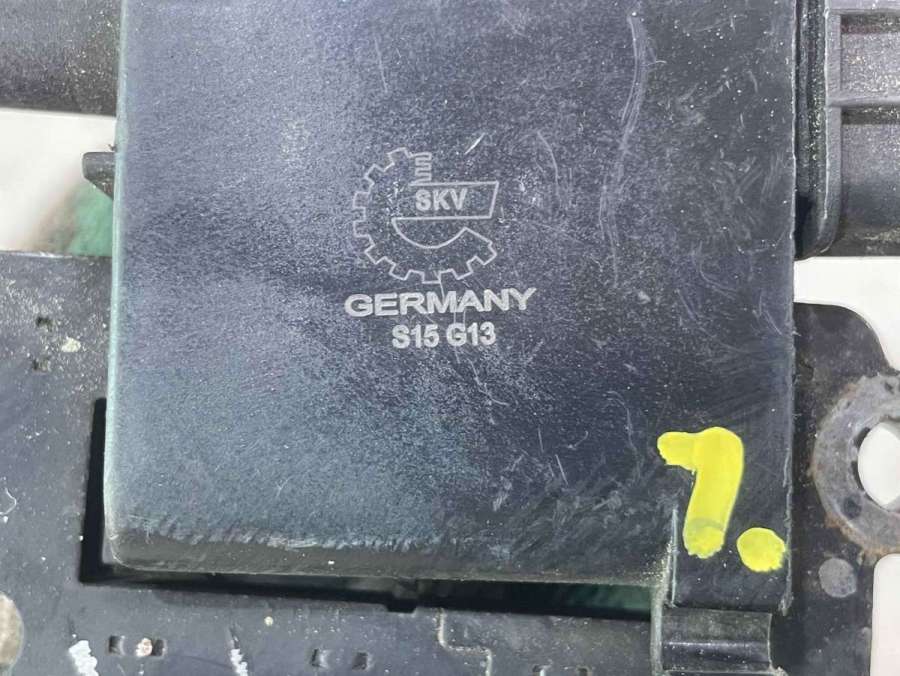 SKV
GERMANY
S15 G13
1.